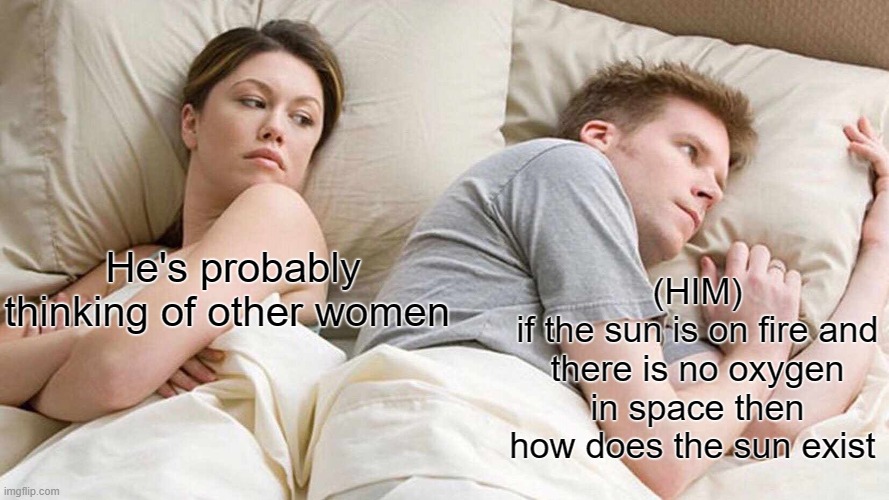 He's probably
thinking of other women
(HIM)
if the sun is on fire and
there is no oxygen
in space then
how does the sun exist
imgflip.com